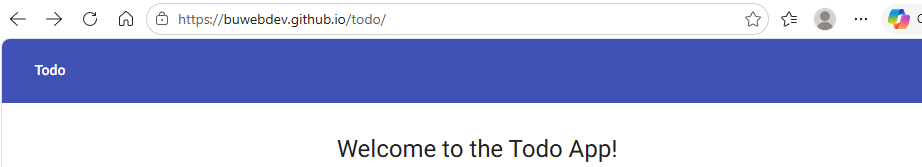 https://buwebdev.github.io/todo/
Todo
Welcome to the Todo App!